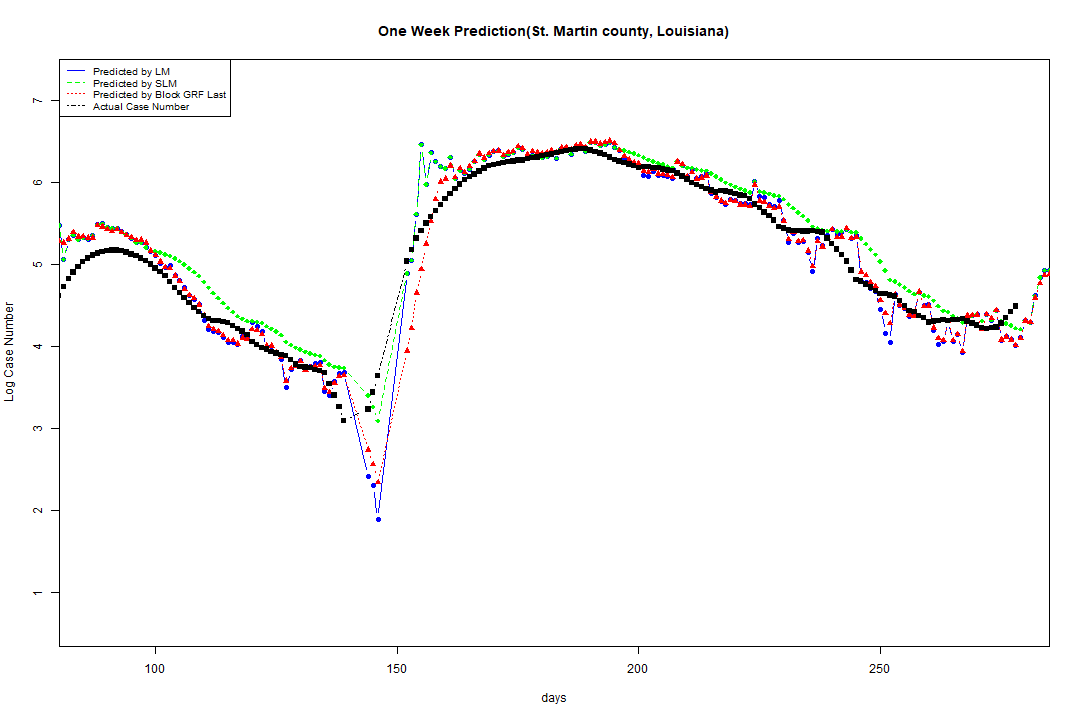 One Week Prediction(St. Martin county, Louisiana)
Predicted by LM
Predicted by SLM
Predicted by Block GRF Last
Actual Case Number
7
6
5
4
3
2
1
Log Case Number
100 150 200 250
days